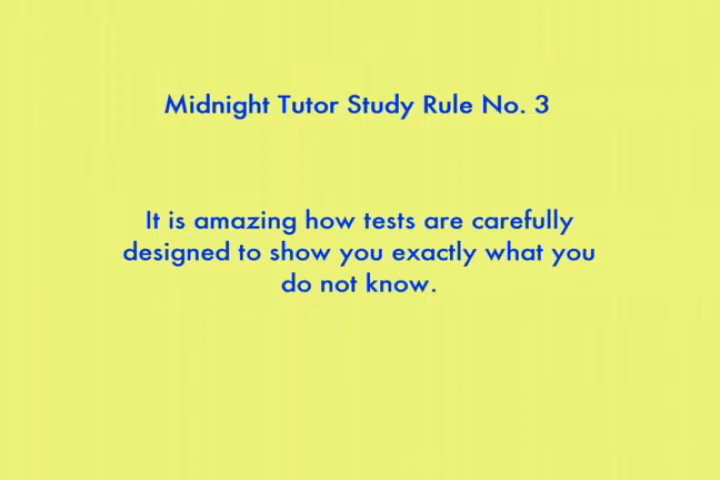 Midnight Tutor Study Rule No. 3
It is amazing how tests are carefully
designed to show you exactly what you
do not know.